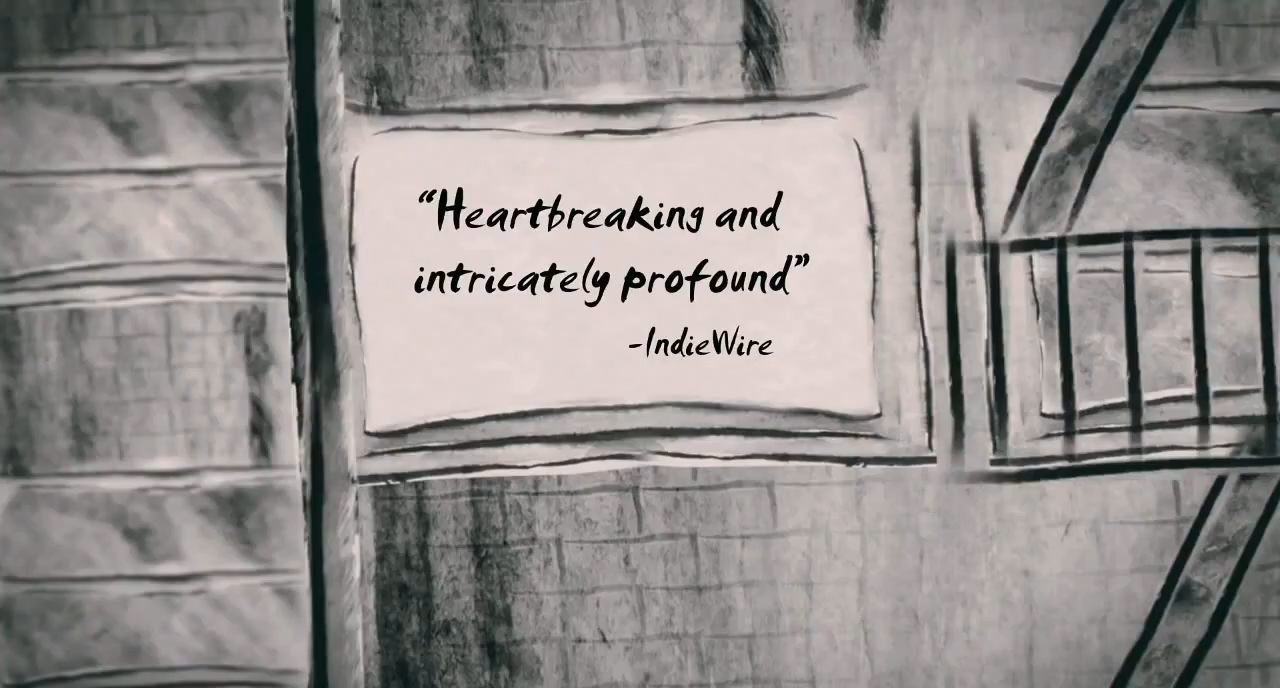 “Heartbreaking and
intricately profound”
-IndieWire